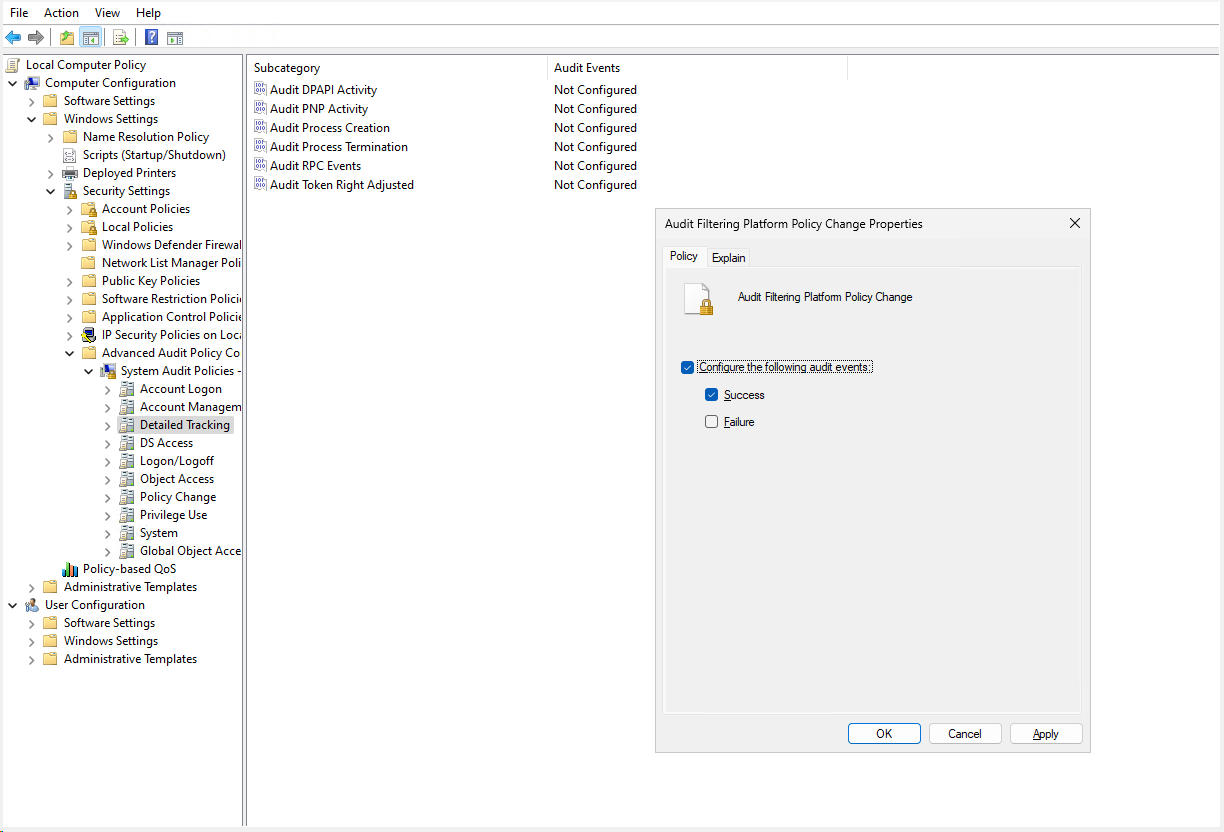 File Action View Help
Local Computer Policy
Computer Configuration
Software Settings
Windows Settings
Name Resolution Policy
Scripts (Startup/Shutdown)
Deployed Printers
Security Settings
Account Policies
Local Policies
Windows Defender Firewal
Network List Manager Poli
Public Key Policies
Software Restriction Policie
Application Control Policie
IP Security Policies on Loca
Advanced Audit Policy Co
System Audit Policies -
Account Logon
Account Managem
Detailed Tracking
DS Access
Logon/Logoff
Object Access
Policy Change
Privilege Use
System
Global Object Acce
Policy-based QoS
Administrative Templates
User Configuration
Software Settings
Windows Settings
Administrative Templates
Subcategory Audit Events
Audit DPAPI Activity Not Configured
Audit PNP Activity Not Configured
Audit Process Creation Not Configured
Audit Process Termination Not Configured
Audit RPC Events Not Configured
Audit Token Right Adjusted Not Configured
Audit Filtering Platform Policy Change Properties
Policy Explain
Audit Filtering Platform Policy Change
Configure the following audit events:
Success
Failure
OK Cancel Apply